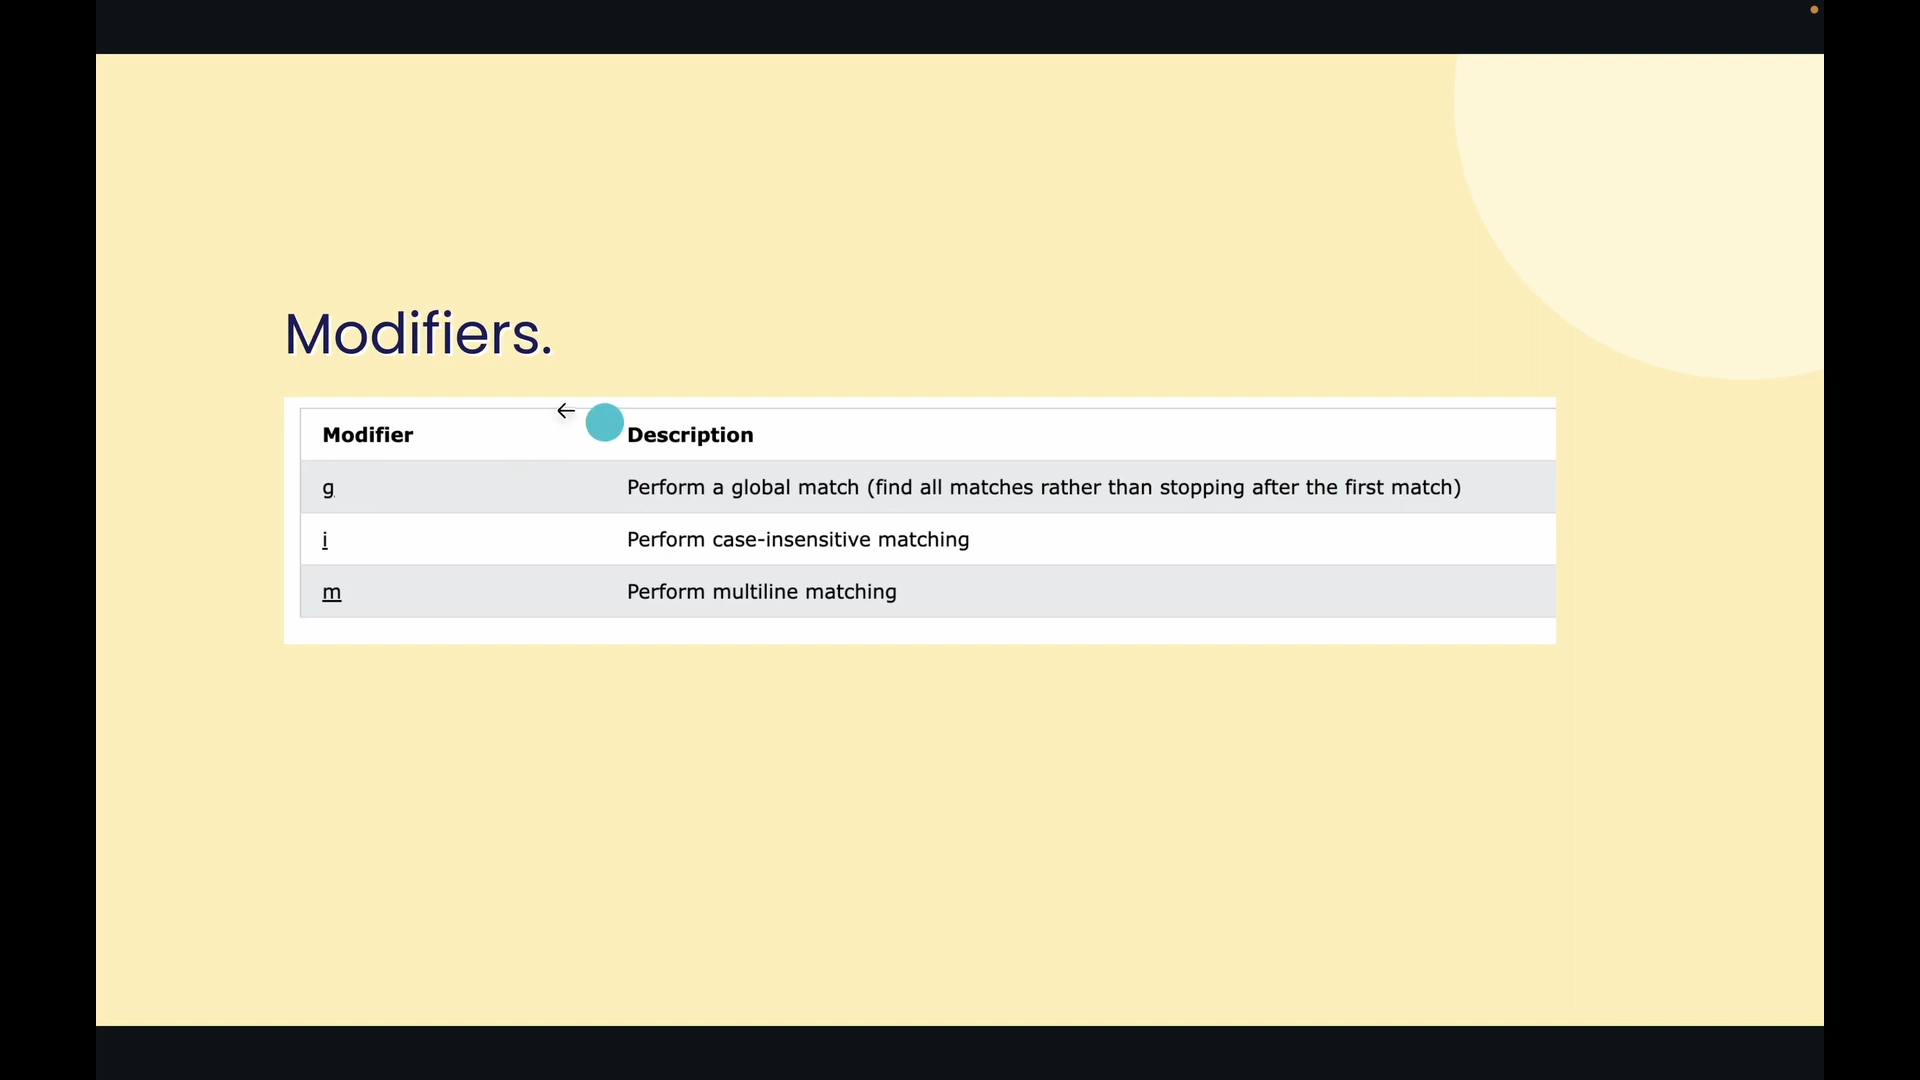 Modifiers.
Modifier Description
g Perform a global match (find all matches rather than stopping after the first match)
i Perform case-insensitive matching
m Perform multiline matching